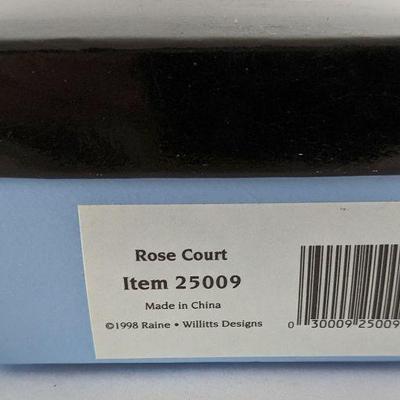 Rose Court
Item 25009
Made in China
©1998 Raine • Willitts Designs
0 30009 25009